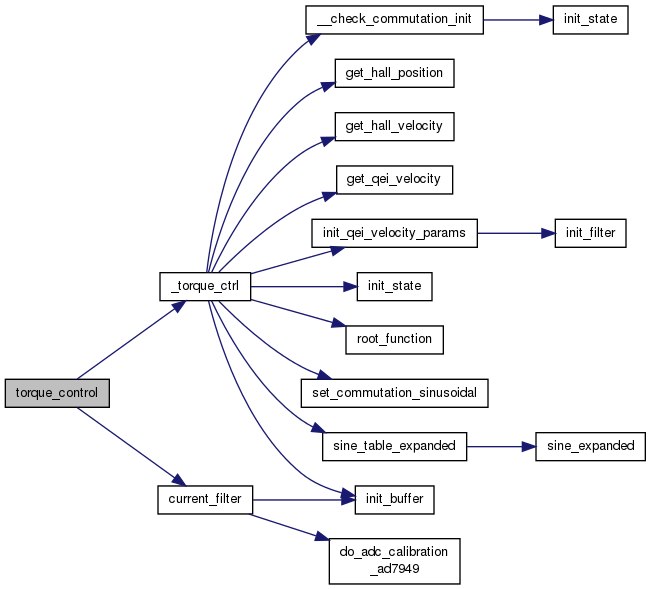 __check_commutation_init
init_state
get_hall_position
get_hall_velocity
get_qei_velocity
init_qei_velocity_params
init_filter
_torque_ctrl
init_state
root_function
torque_control
set_commutation_sinusoidal
sine_table_expanded
sine_expanded
current_filter
init_buffer
do_adc_calibration
_ad7949